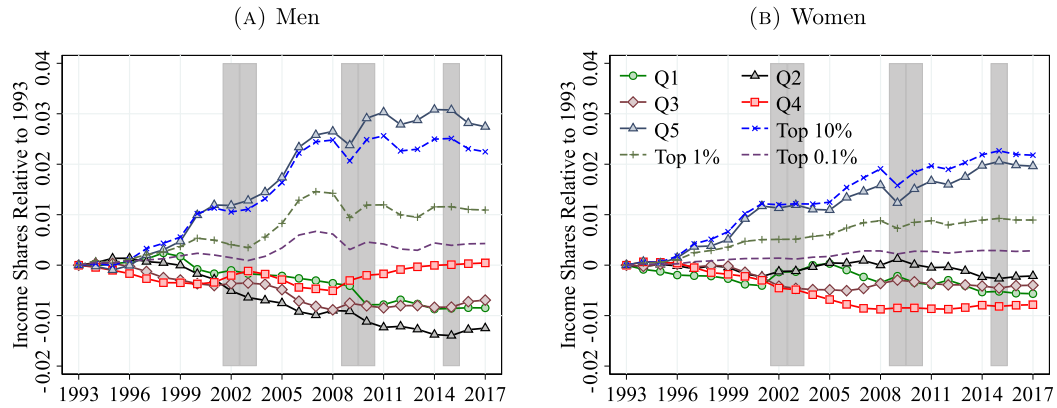 (A) Men
Income Shares Relative to 1993
0.04
0.03
0.02
0.01
0
-0.01
-0.02
1993 1996 1999 2002 2005 2008 2011 2014 2017
(B) Women
Income Shares Relative to 1993
0.04
0.03
0.02
0.01
0
-0.01
-0.02
Q1 Q2
Q3 Q4
Q5 Top 10%
Top 1% Top 0.1%
1993 1996 1999 2002 2005 2008 2011 2014 2017